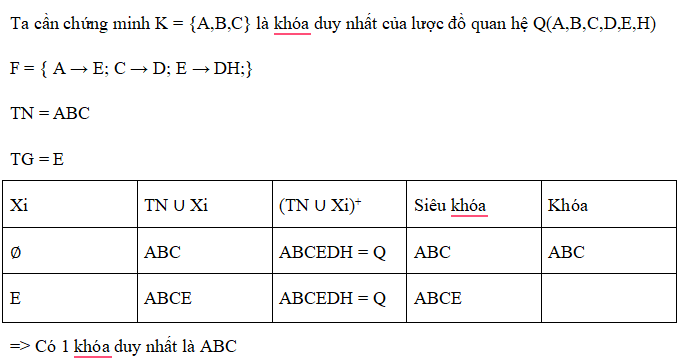 Ta cần chứng minh K = {A,B,C} là khóa duy nhất của lược đồ quan hệ Q(A,B,C,D,E,H)
F = { A → E; C → D; E → DH;}
TN = ABC
TG = E
Xi TN ∪ Xi (TN ∪ Xi)⁺ Siêu khóa Khóa
∅ ABC ABCEDH = Q ABC ABC
E ABCE ABCEDH = Q ABCE
=> Có 1 khóa duy nhất là ABC